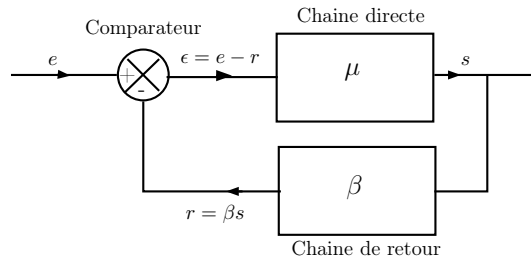 Chaine directe
Comparateur
e
ϵ = e − r
μ
s
+
-
β
r = βs
Chaine de retour